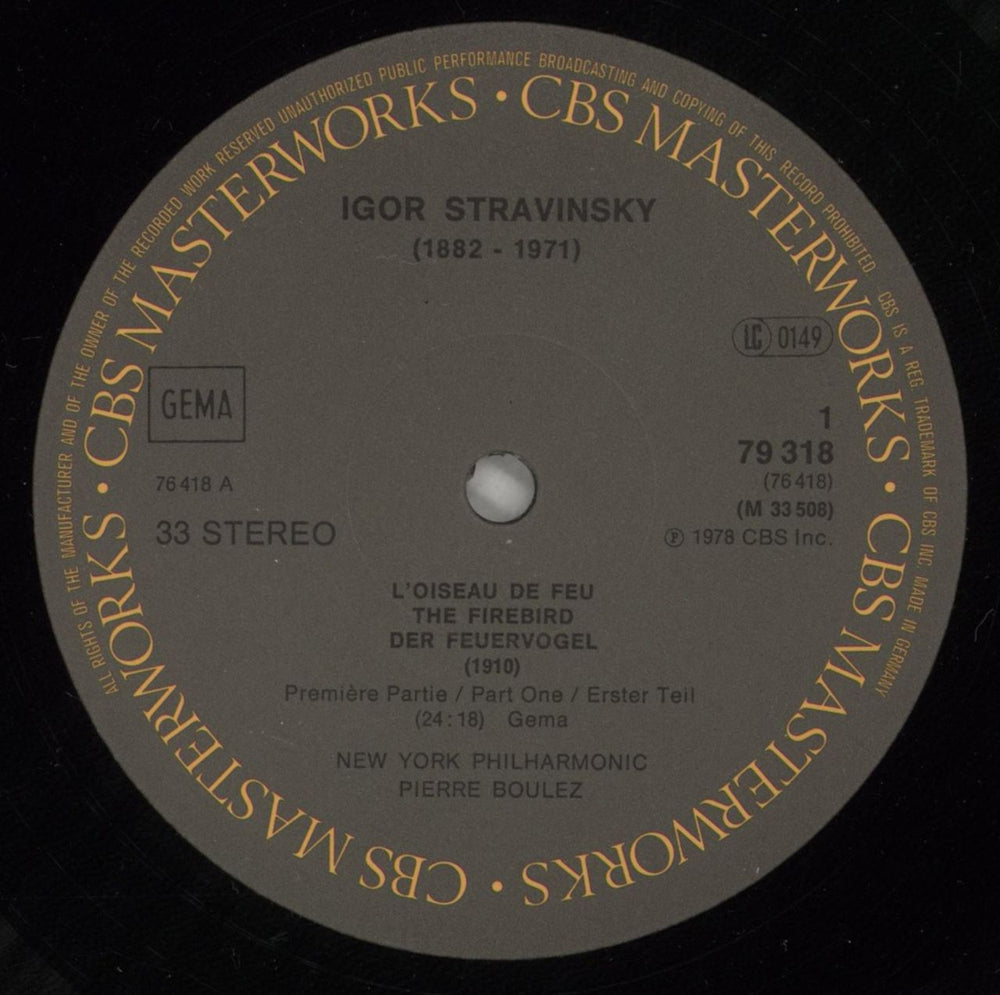 ALL RIGHTS OF THE MANUFACTURER AND OF THE OWNER OF THE RECORDED WORK RESERVED UNAUTHORIZED PUBLIC PERFORMANCE BROADCASTING AND COPYING OF THIS RECORD PROHIBITED. CBS IS A REG. TRADEMARK OF CBS INC. MADE IN GERMANY
CBS MASTERWORKS • CBS MASTERWORKS • CBS MASTERWORKS • CBS MASTERWORKS • CBS MASTERWORKS •
IGOR STRAVINSKY
(1882 - 1971)
LC 0149
GEMA
1
79 318
76 418 A
(76 418)
(M 33 508)
33 STEREO
Ⓟ 1978 CBS Inc.
L'OISEAU DE FEU
THE FIREBIRD
DER FEUERVOGEL
(1910)
Première Partie / Part One / Erster Teil
(24:18) Gema
NEW YORK PHILHARMONIC
PIERRE BOULEZ